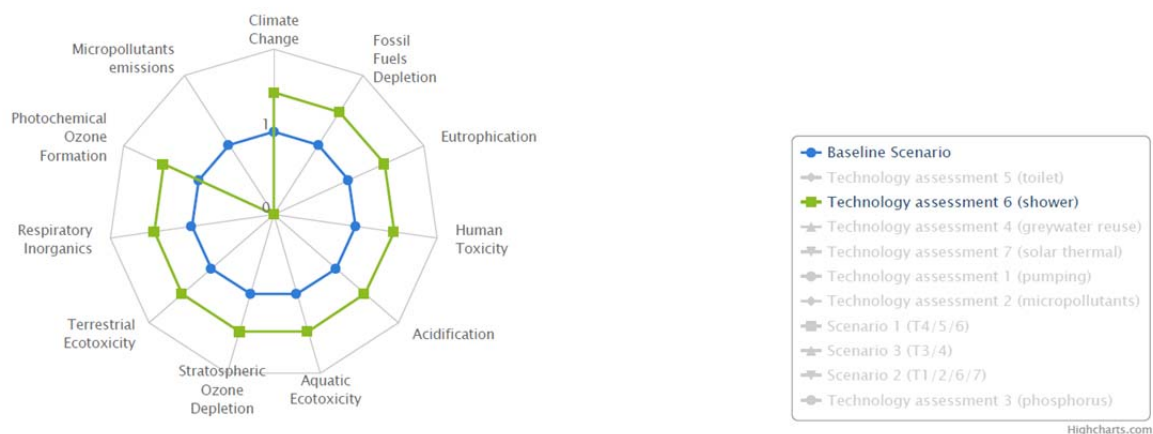 Climate
Change
Fossil
Fuels
Depletion
Eutrophication
Human
Toxicity
Acidification
Aquatic
Ecotoxicity
Stratospheric
Ozone
Depletion
Terrestrial
Ecotoxicity
Respiratory
Inorganics
Photochemical
Ozone
Formation
Micropollutants
emissions
1
0
Baseline Scenario
Technology assessment 5 (toilet)
Technology assessment 6 (shower)
Technology assessment 4 (greywater reuse)
Technology assessment 7 (solar thermal)
Technology assessment 1 (pumping)
Technology assessment 2 (micropollutants)
Scenario 1 (T4/5/6)
Scenario 3 (T3/4)
Scenario 2 (T1/2/6/7)
Technology assessment 3 (phosphorus)
Highcharts.com